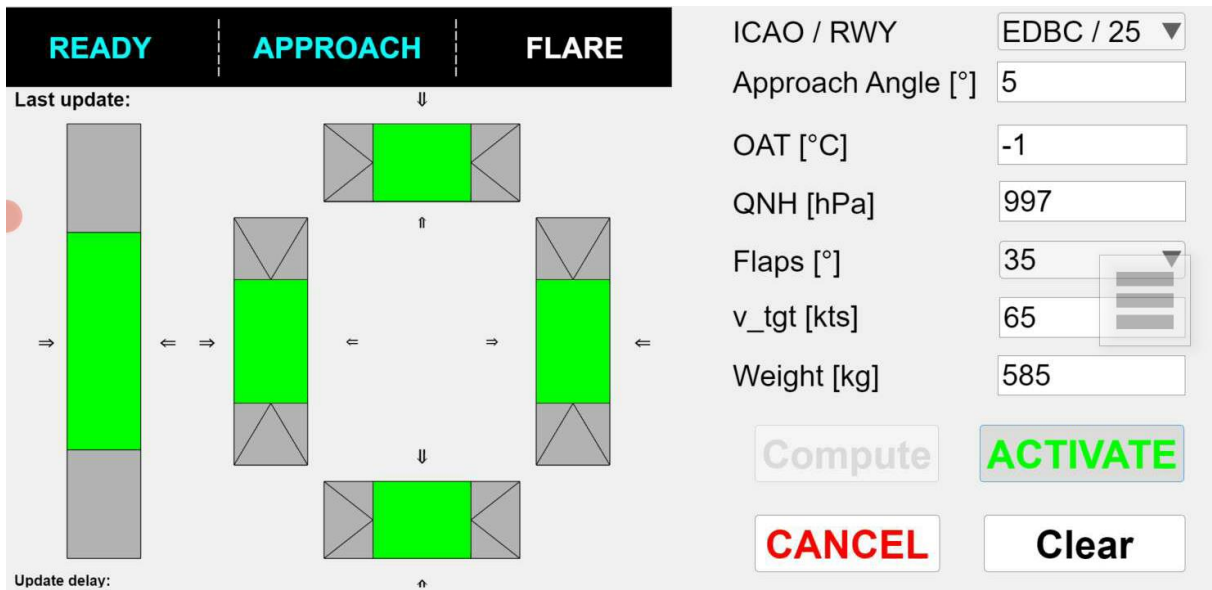 READY APPROACH FLARE
Last update:
Update delay:
ICAO / RWY EDBC / 25
Approach Angle [°] 5
OAT [°C] -1
QNH [hPa] 997
Flaps [°] 35
v_tgt [kts] 65
Weight [kg] 585
Compute ACTIVATE
CANCEL Clear